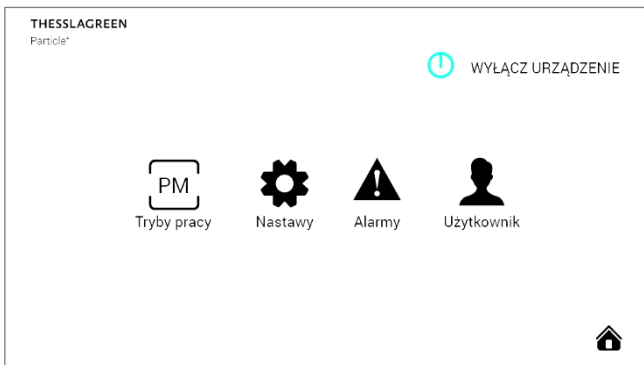 THESSLAGREEN
Particle⁺
WYŁĄCZ URZĄDZENIE
PM
Tryby pracy
Nastawy
Alarmy
Użytkownik